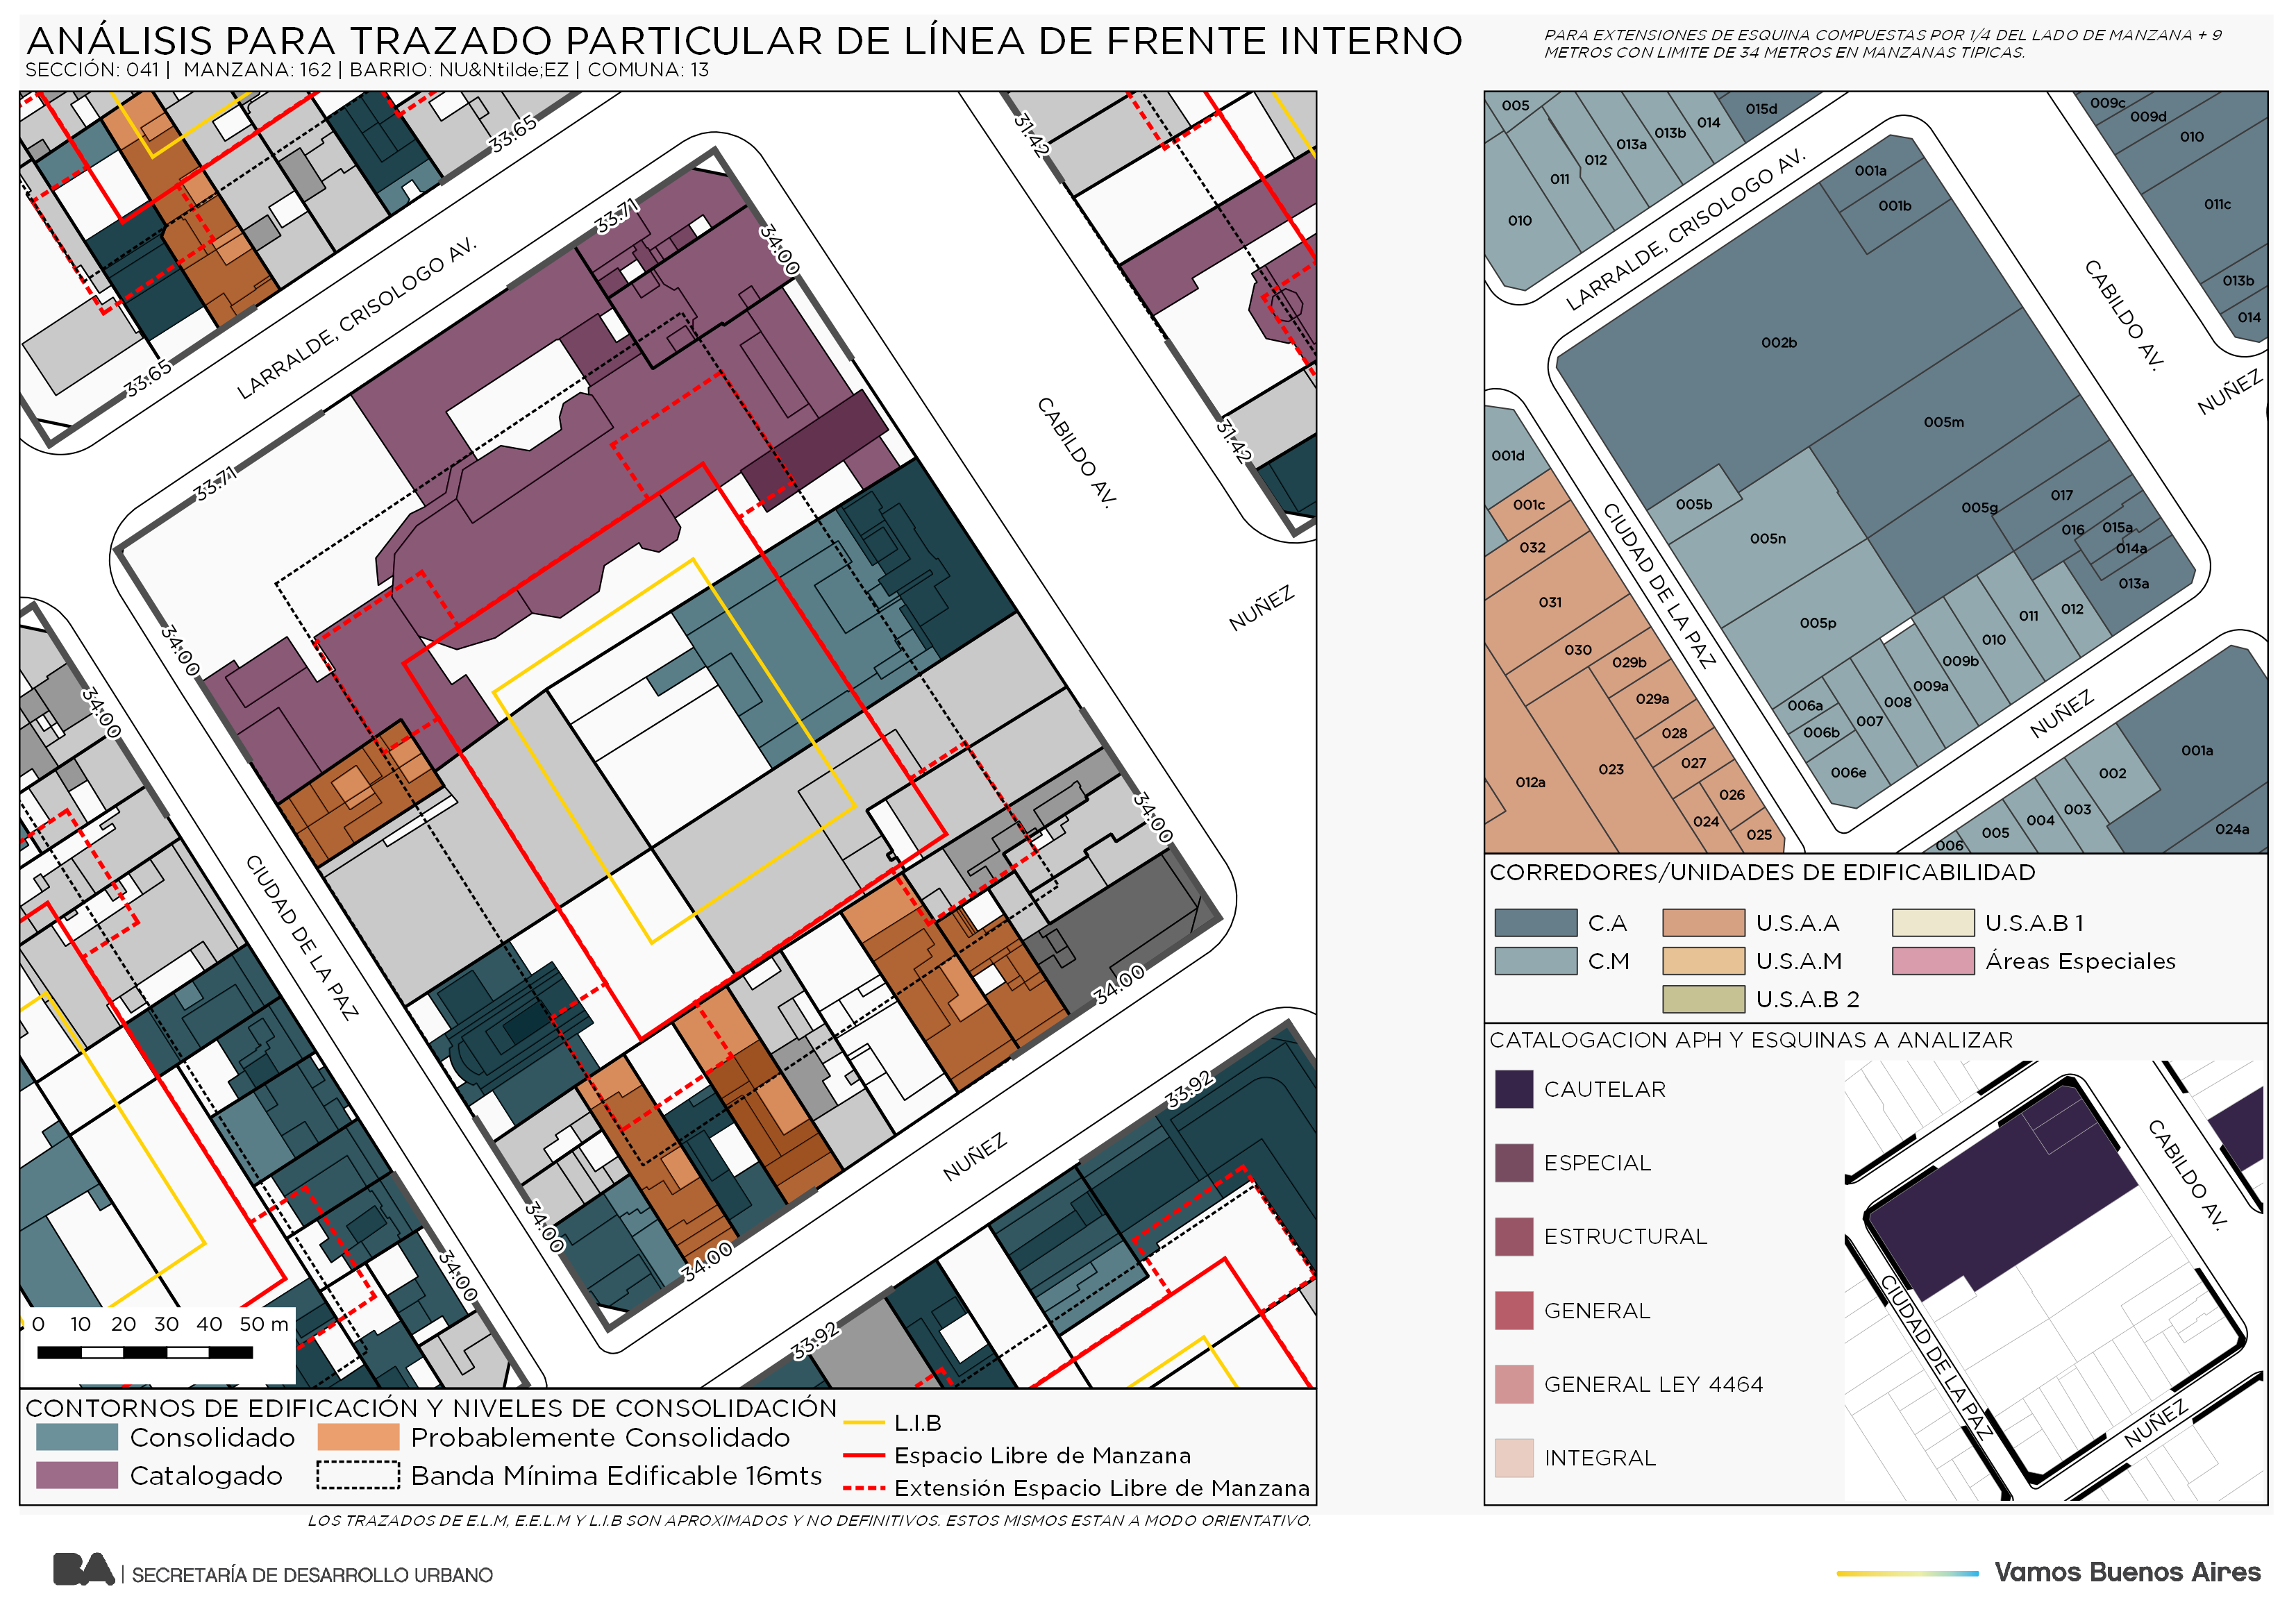 ANÁLISIS PARA TRAZADO PARTICULAR DE LÍNEA DE FRENTE INTERNO
SECCIÓN: 041 | MANZANA: 162 | BARRIO: NU&Ntilde;EZ | COMUNA: 13
PARA EXTENSIONES DE ESQUINA COMPUESTAS POR 1/4 DEL LADO DE MANZANA + 9
METROS CON LIMITE DE 34 METROS EN MANZANAS TIPICAS.
33.65
33.65
LARRALDE, CRISOLOGO AV.
33.71
33.71
34.00
34.00
31.42
31.42
CABILDO AV.
NUÑEZ
34.00
34.00
CIUDAD DE LA PAZ
34.00
34.00
34.00
34.00
NUÑEZ
33.92
33.92
0 10 20 30 40 50 m
CONTORNOS DE EDIFICACIÓN Y NIVELES DE CONSOLIDACIÓN
Consolidado
Probablemente Consolidado
Catalogado
Banda Mínima Edificable 16mts
L.I.B
Espacio Libre de Manzana
Extensión Espacio Libre de Manzana
LOS TRAZADOS DE E.L.M, E.E.L.M Y L.I.B SON APROXIMADOS Y NO DEFINITIVOS. ESTOS MISMOS ESTAN A MODO ORIENTATIVO.
005
010
011
012
013a
013b
014
015d
009c
009d
010
011c
013b
014
LARRALDE, CRISOLOGO AV.
CABILDO AV.
NUÑEZ
001a
001b
002b
005m
005b
005n
005g
017
016
015a
014a
013a
005p
012
011
010
009b
009a
008
007
006a
006b
006e
CIUDAD DE LA PAZ
NUÑEZ
001d
001c
032
031
030
029b
029a
028
027
026
025
024
023
012a
001a
002
003
004
005
006
024a
CORREDORES/UNIDADES DE EDIFICABILIDAD
C.A
U.S.A.A
U.S.A.B 1
C.M
U.S.A.M
Áreas Especiales
U.S.A.B 2
CATALOGACION APH Y ESQUINAS A ANALIZAR
CAUTELAR
ESPECIAL
ESTRUCTURAL
GENERAL
GENERAL LEY 4464
INTEGRAL
CABILDO AV.
CIUDAD DE LA PAZ
NUÑEZ
BA | SECRETARÍA DE DESARROLLO URBANO
Vamos Buenos Aires